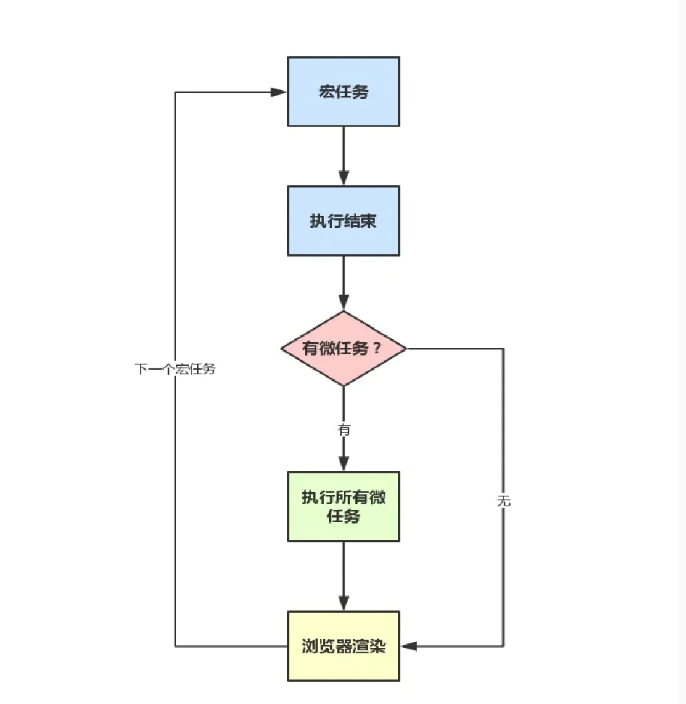 宏任务
执行结束
有微任务？
下一个宏任务
有
执行所有微
任务
无
浏览器渲染